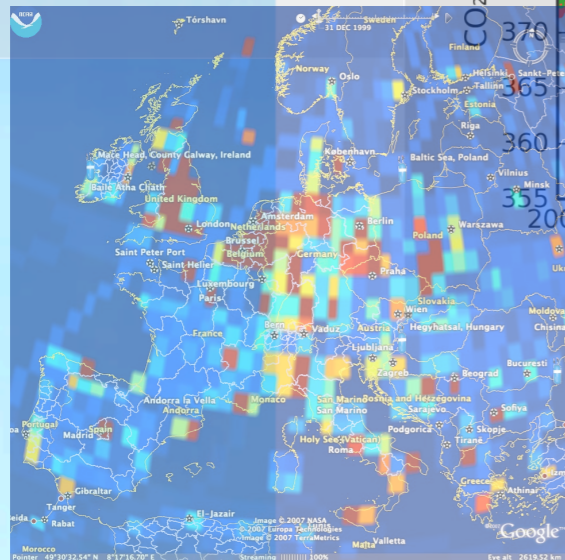 NOAA
Tórshavn
31 DEC 1999
Sweden
CO₂
370
Finland
Norway
Oslo
Helsinki
Sankt-Pete
Stockholm
Tallinn
365
Estonia
Riga
360
Mace Head, County Galway, Ireland
København
Baltic Sea, Poland
Vilnius
Minsk
Baile Átha Cliath
United Kingdom
355
200
London
Amsterdam
Netherlands
Berlin
Warszawa
Poland
Brussel
Belgium
Germany
Saint Peter Port
Saint Helier
Praha
Luxembourg
Paris
Slovakia
Wien
Moldova
France
Bern
Vaduz
Austria
Hegyhatsal, Hungary
Chisina
Ljubljana
Zagreb
Beograd
Bucuresti
Andorra la Vella
Andorra
Monaco
San Marino
San Marino
Bosnia and Herzegovina
Sarajevo
Sofiya
Portugal
Madrid
Spain
Podgorica
Skopje
Holy See (Vatican)
Roma
Tiranë
Gibraltar
Greece
Athinai
Tanger
Rabat
El-Jazair
Image © 2007 NASA
© 2007 Europa Technologies
Image © 2007 TerraMetrics
Google
Morocco
Malta
Valletta
Pointer 49°30'32.54" N 8°17'16.70" E
Streaming 100%
Eye alt 2619.52 km